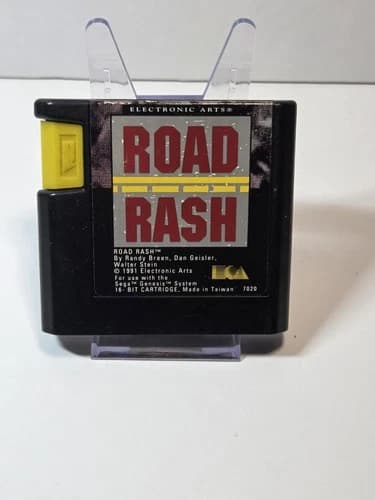 ELECTRONIC ARTS®
ROAD
RASH
ROAD RASH™
By Randy Breen, Dan Geisler,
Walter Stein
© 1991 Electronic Arts
For use with the
Sega™ Genesis™ System
16- BIT CARTRIDGE, Made in Taiwan 7020
ECA